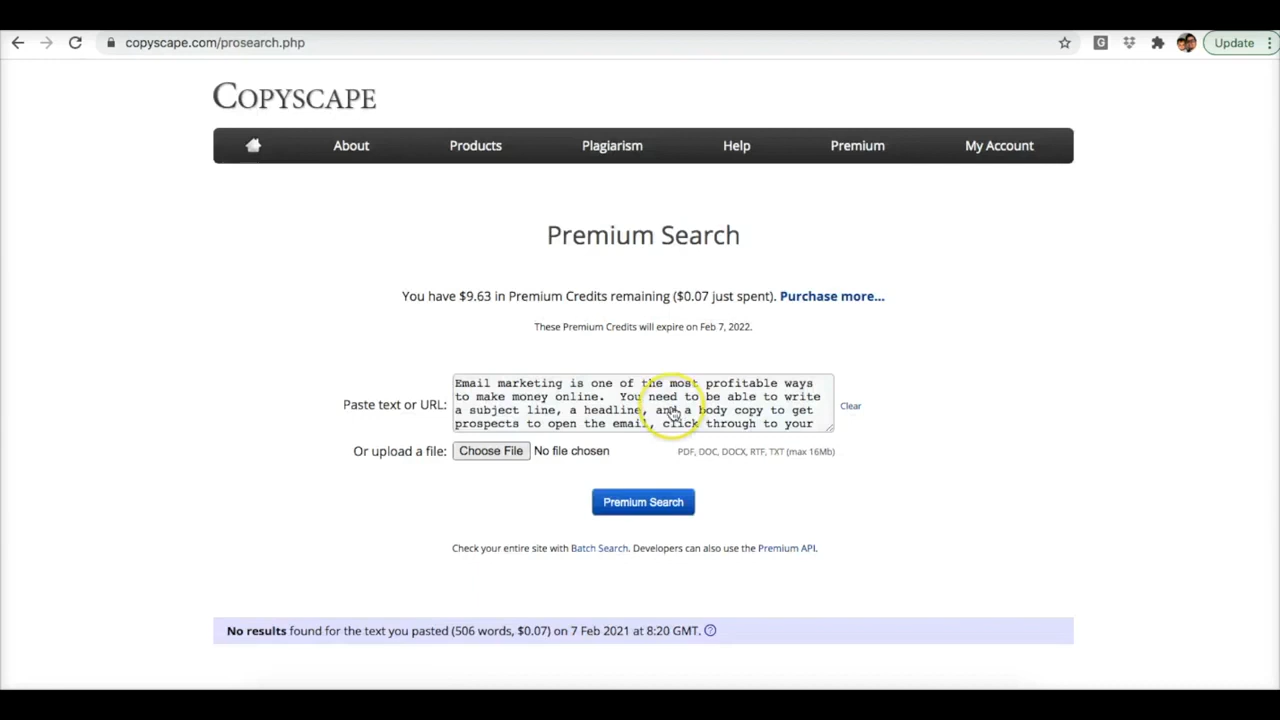 copyscape.com/prosearch.php
Update
COPYSCAPE
About Products Plagiarism Help Premium My Account
Premium Search
You have $9.63 in Premium Credits remaining ($0.07 just spent). Purchase more...
These Premium Credits will expire on Feb 7, 2022.
Paste text or URL:
Email marketing is one of the most profitable ways
to make money online.  You need to be able to write
a subject line, a headline, and a body copy to get
prospects to open the email, click through to your
Clear
Or upload a file: Choose File No file chosen PDF, DOC, DOCX, RTF, TXT (max 16Mb)
Premium Search
Check your entire site with Batch Search. Developers can also use the Premium API.
No results found for the text you pasted (506 words, $0.07) on 7 Feb 2021 at 8:20 GMT. ?